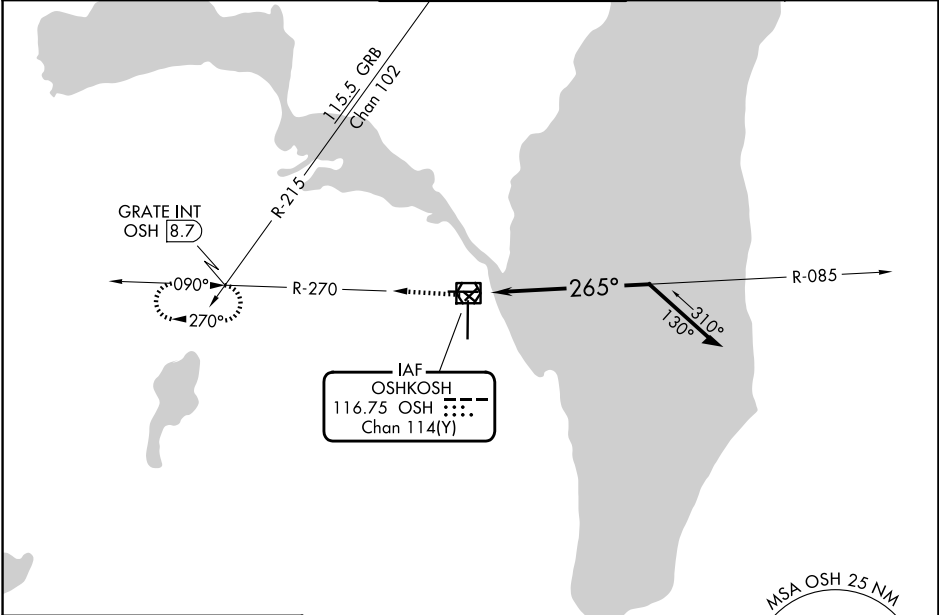 115.5 GRB
Chan 102
R-215
GRATE INT
OSH 8.7
090°
270°
R-270
265°
R-085
310°
130°
IAF
OSHKOSH
116.75 OSH
Chan 114(Y)
MSA OSH 25 NM